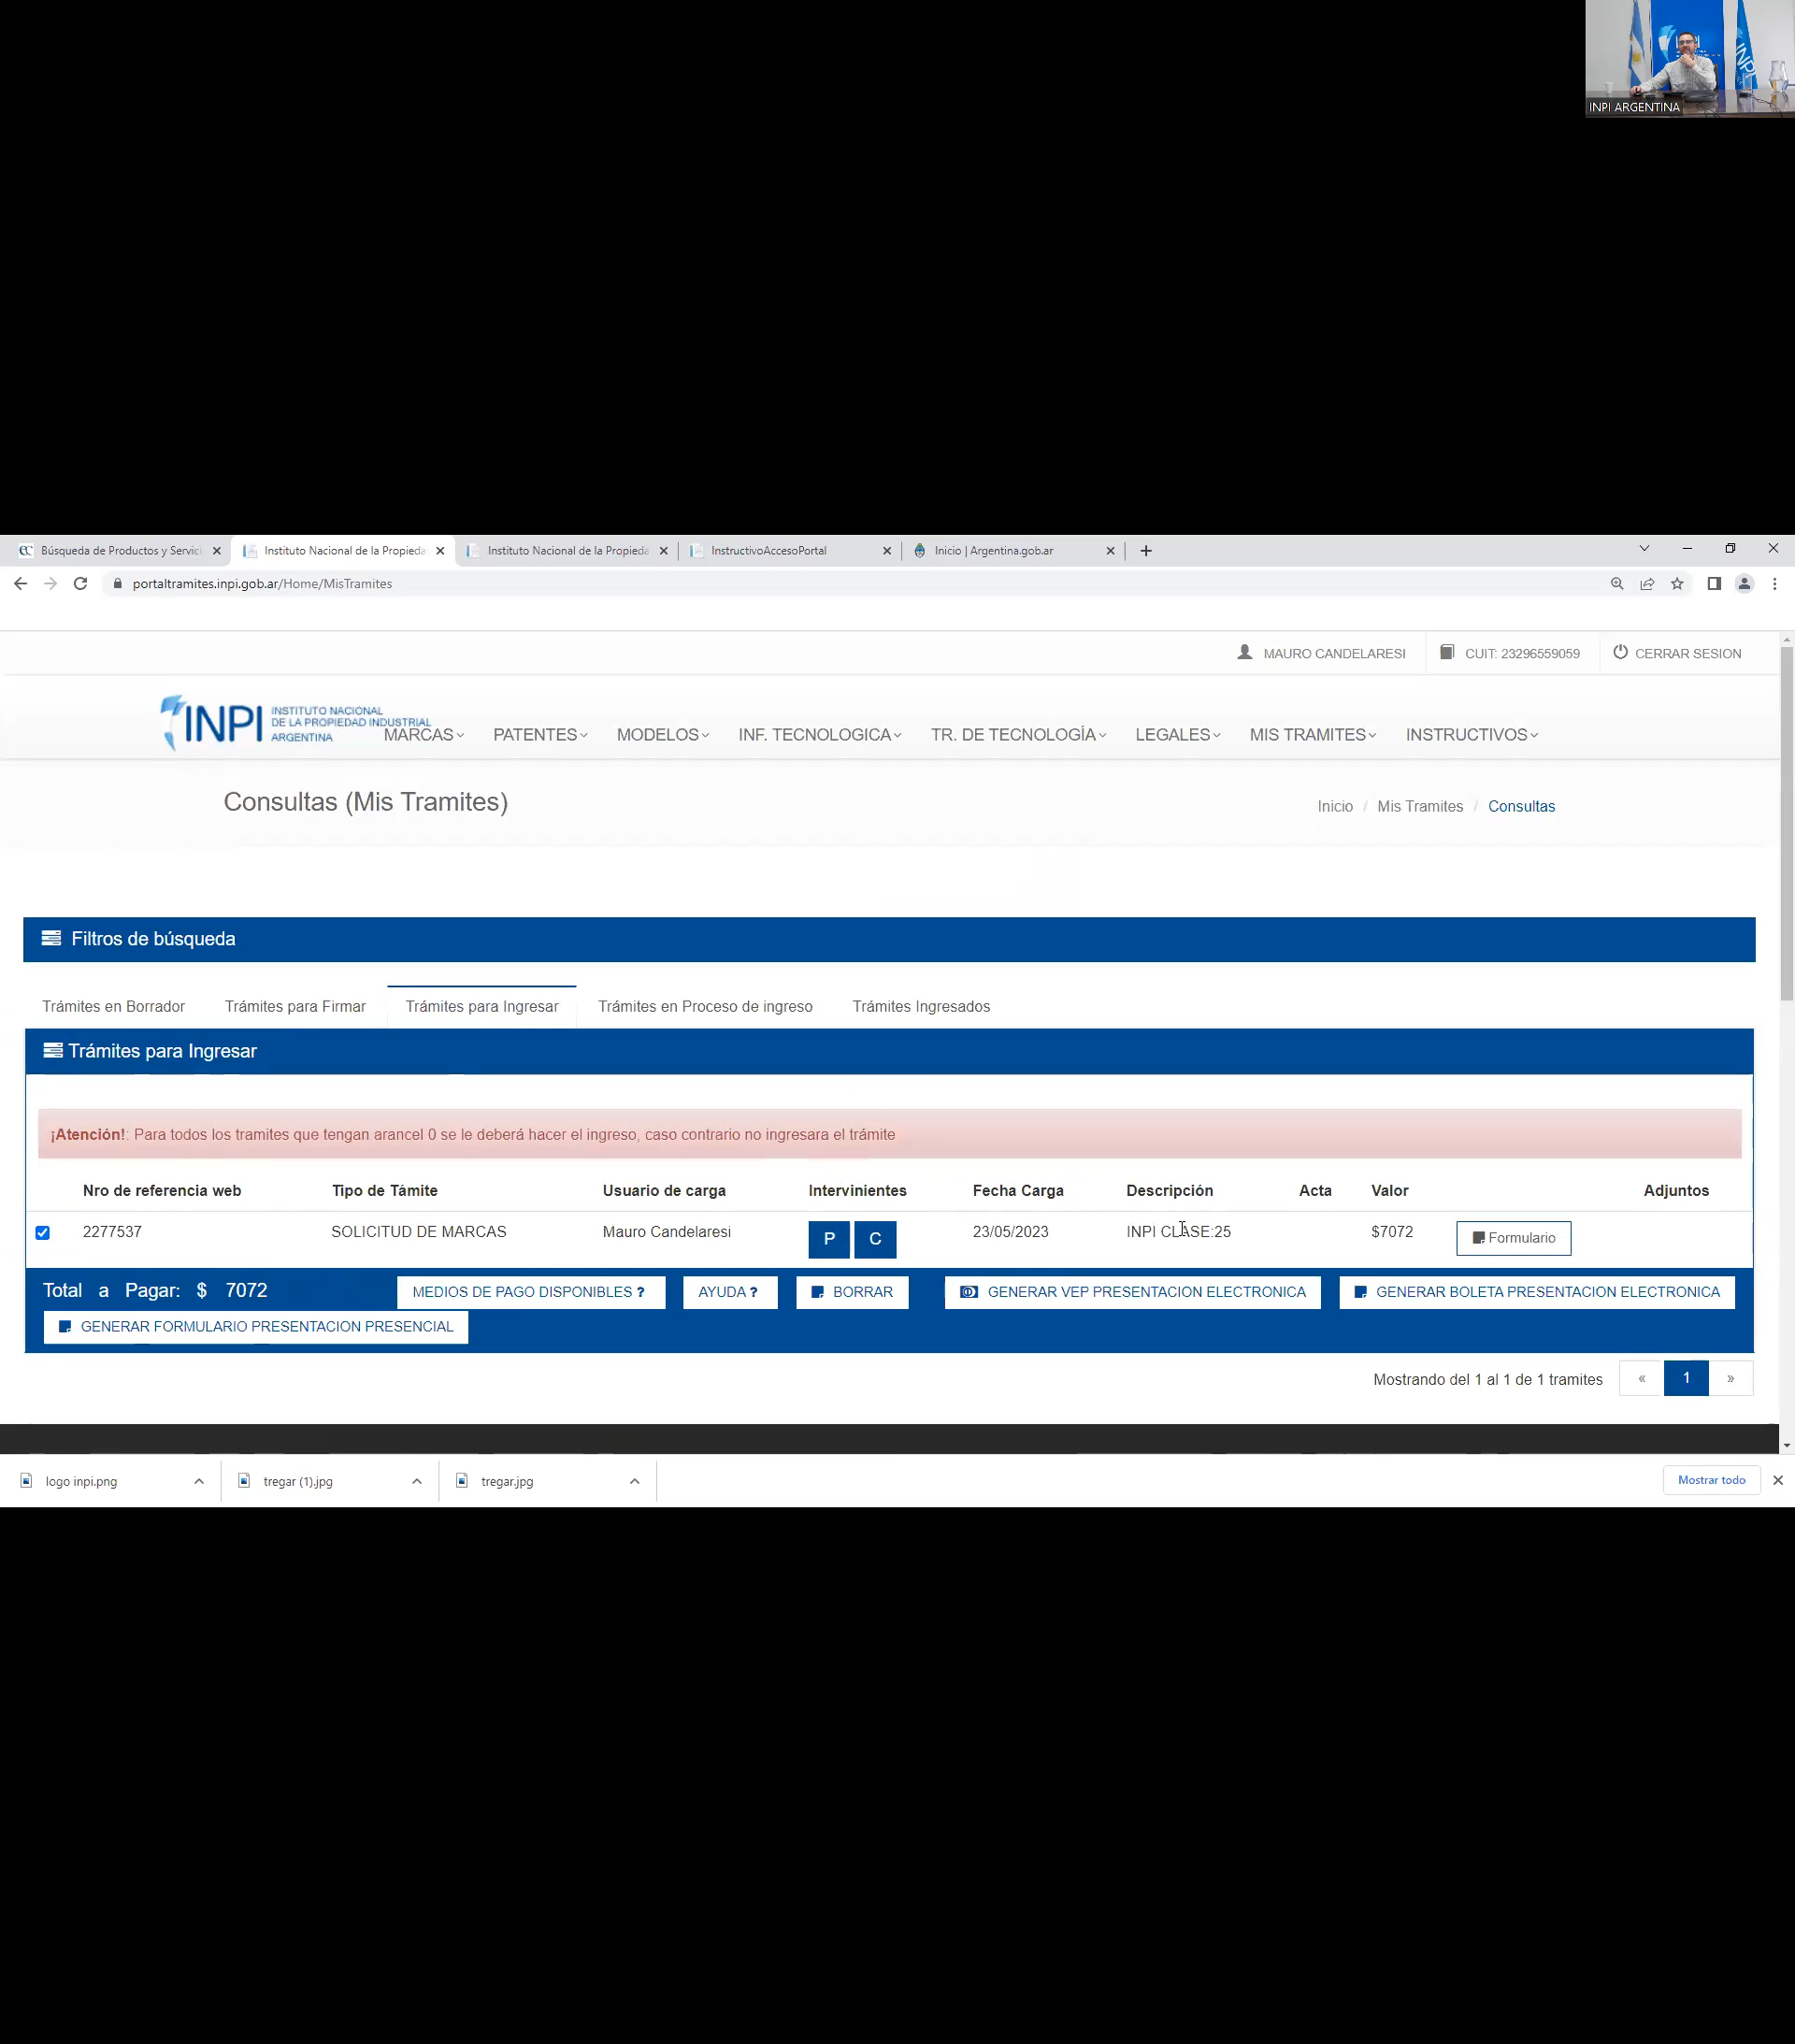 INPI
INPI ARGENTINA
Búsqueda de Productos y Servici
Instituto Nacional de la Propieda
Instituto Nacional de la Propieda
InstructivoAccesoPortal
Inicio | Argentina.gob.ar
portaltramites.inpi.gob.ar/Home/MisTramites
MAURO CANDELARESI
CUIT: 23296559059
CERRAR SESION
INPI
INSTITUTO NACIONAL
DE LA PROPIEDAD INDUSTRIAL
ARGENTINA
MARCAS
PATENTES
MODELOS
INF. TECNOLOGICA
TR. DE TECNOLOGÍA
LEGALES
MIS TRAMITES
INSTRUCTIVOS
Consultas (Mis Tramites)
Inicio / Mis Tramites / Consultas
Filtros de búsqueda
Trámites en Borrador
Trámites para Firmar
Trámites para Ingresar
Trámites en Proceso de ingreso
Trámites Ingresados
Trámites para Ingresar
¡Atención!: Para todos los tramites que tengan arancel 0 se le deberá hacer el ingreso, caso contrario no ingresara el trámite
Nro de referencia web Tipo de Támite Usuario de carga Intervinientes Fecha Carga Descripción Acta Valor Adjuntos
2277537 SOLICITUD DE MARCAS Mauro Candelaresi P C 23/05/2023 INPI CLASE:25 $7072 Formulario
Total a Pagar: $ 7072
MEDIOS DE PAGO DISPONIBLES ?
AYUDA ?
BORRAR
GENERAR VEP PRESENTACION ELECTRONICA
GENERAR BOLETA PRESENTACION ELECTRONICA
GENERAR FORMULARIO PRESENTACION PRESENCIAL
Mostrando del 1 al 1 de 1 tramites
« 1 »
logo inpi.png
tregar (1).jpg
tregar.jpg
Mostrar todo